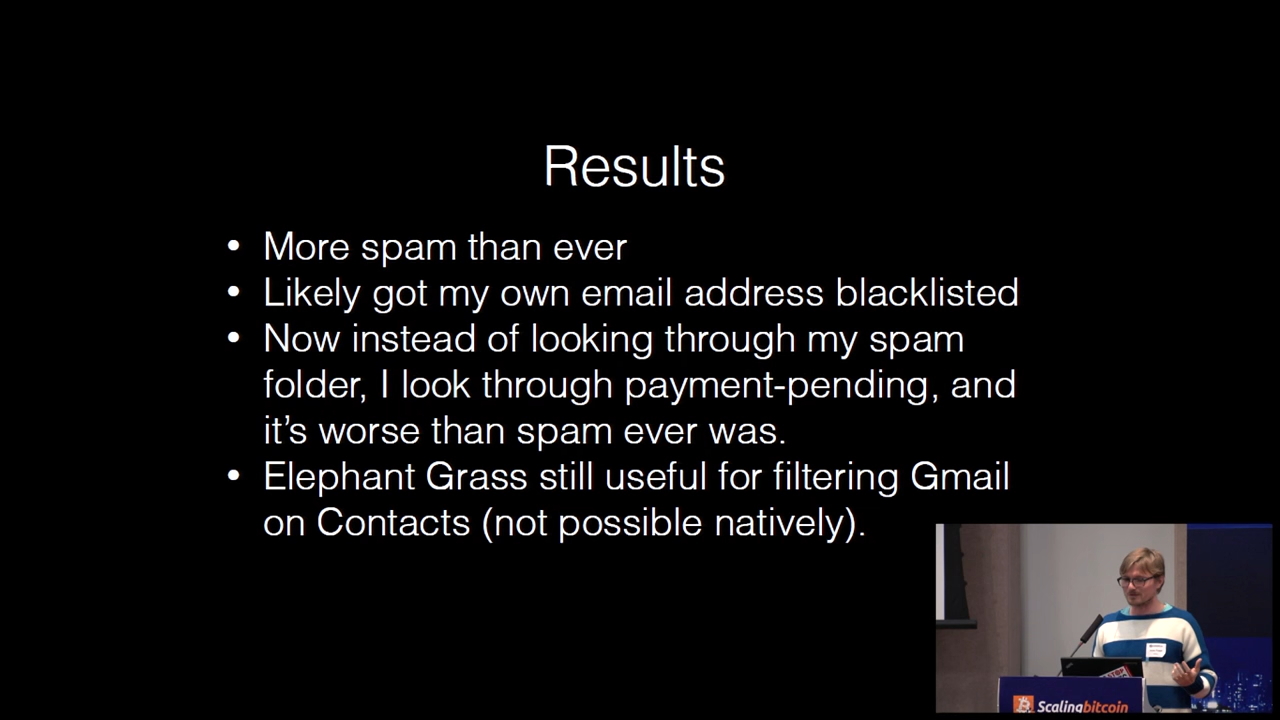 Results
• More spam than ever
• Likely got my own email address blacklisted
• Now instead of looking through my spam
folder, I look through payment-pending, and
it’s worse than spam ever was.
• Elephant Grass still useful for filtering Gmail
on Contacts (not possible natively).
Scalingbitcoin